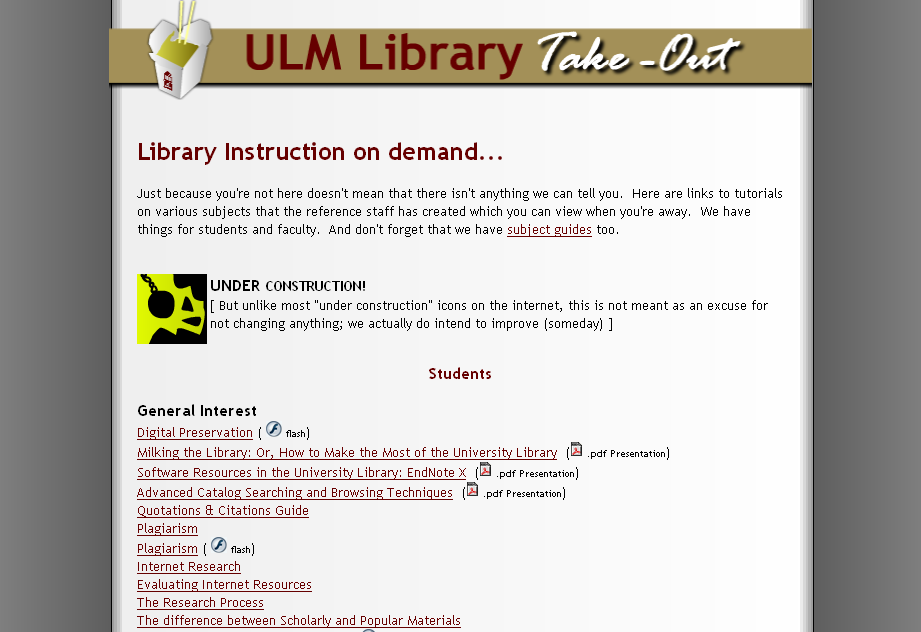 ULM Library Take-Out
Library Instruction on demand...
Just because you're not here doesn't mean that there isn't anything we can tell you.  Here are links to tutorials
on various subjects that the reference staff has created which you can view when you're away.  We have
things for students and faculty.  And don't forget that we have subject guides too.
UNDER CONSTRUCTION!
[ But unlike most "under construction" icons on the internet, this is not meant as an excuse for
not changing anything; we actually do intend to improve (someday) ]
Students
General Interest
Digital Preservation ( flash)
Milking the Library: Or, How to Make the Most of the University Library (.pdf Presentation)
Software Resources in the University Library: EndNote X (.pdf Presentation)
Advanced Catalog Searching and Browsing Techniques (.pdf Presentation)
Quotations & Citations Guide
Plagiarism
Plagiarism ( flash)
Internet Research
Evaluating Internet Resources
The Research Process
The difference between Scholarly and Popular Materials